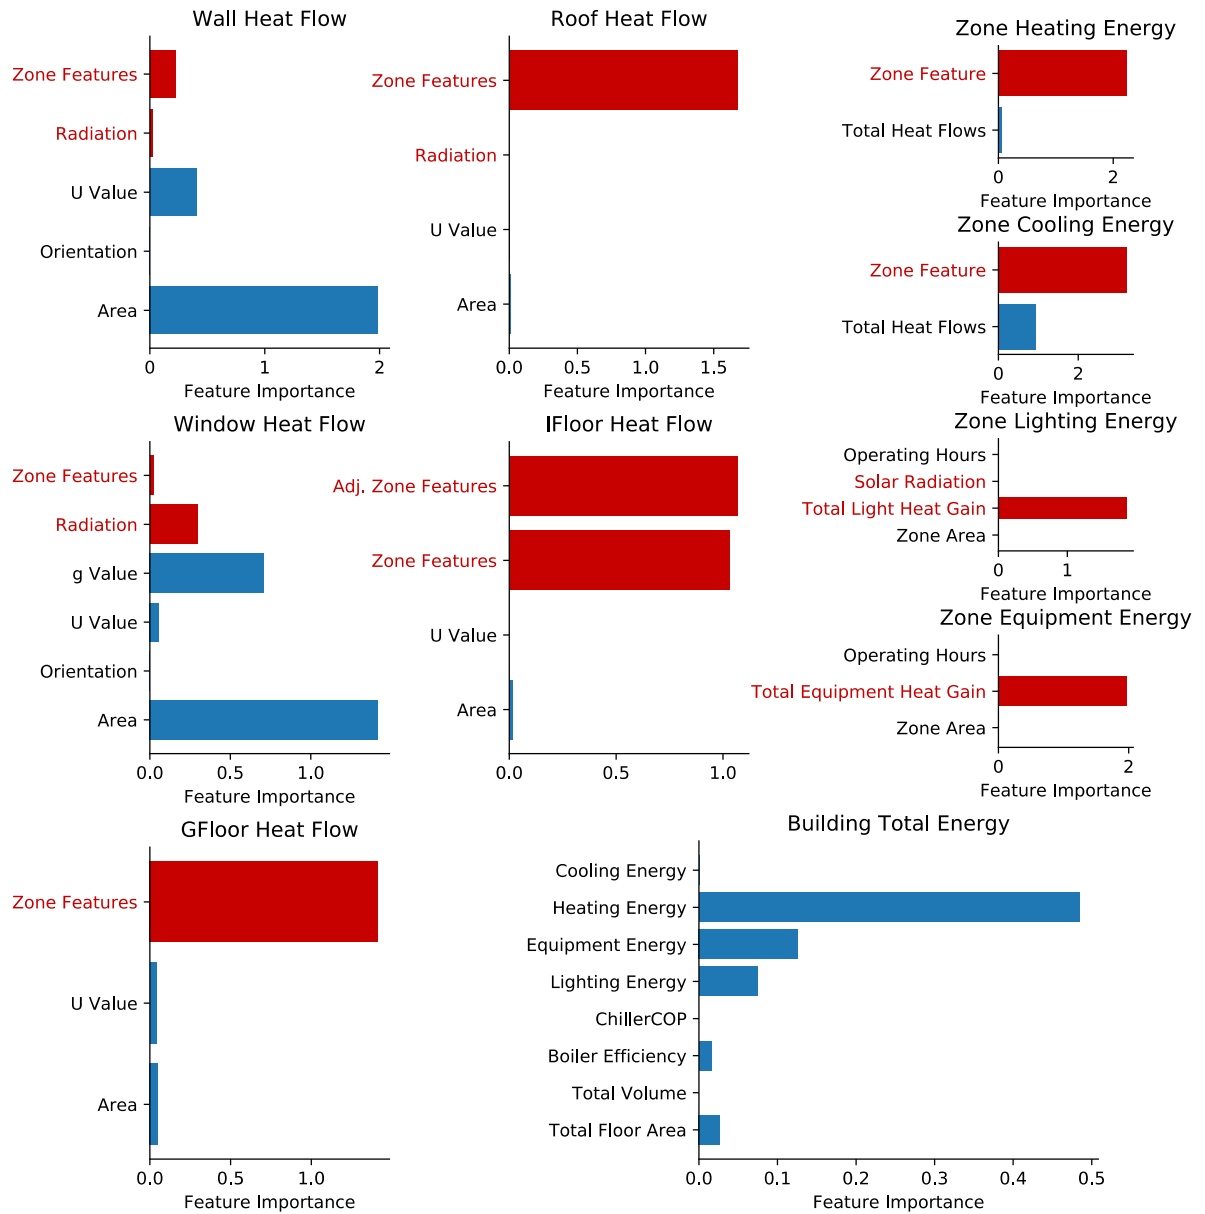 Wall Heat Flow
Zone Features
Radiation
U Value
Orientation
Area
0 1 2
Feature Importance
Roof Heat Flow
Zone Features
Radiation
U Value
Area
0.0 0.5 1.0 1.5
Feature Importance
Zone Heating Energy
Zone Feature
Total Heat Flows
0 2
Feature Importance
Zone Cooling Energy
Zone Feature
Total Heat Flows
0 2
Feature Importance
Window Heat Flow
Zone Features
Radiation
g Value
U Value
Orientation
Area
0.0 0.5 1.0
Feature Importance
IFloor Heat Flow
Adj. Zone Features
Zone Features
U Value
Area
0.0 0.5 1.0
Feature Importance
Zone Lighting Energy
Operating Hours
Solar Radiation
Total Light Heat Gain
Zone Area
0 1
Feature Importance
Zone Equipment Energy
Operating Hours
Total Equipment Heat Gain
Zone Area
0 2
Feature Importance
GFloor Heat Flow
Zone Features
U Value
Area
0.0 0.5 1.0
Feature Importance
Building Total Energy
Cooling Energy
Heating Energy
Equipment Energy
Lighting Energy
ChillerCOP
Boiler Efficiency
Total Volume
Total Floor Area
0.0 0.1 0.2 0.3 0.4 0.5
Feature Importance